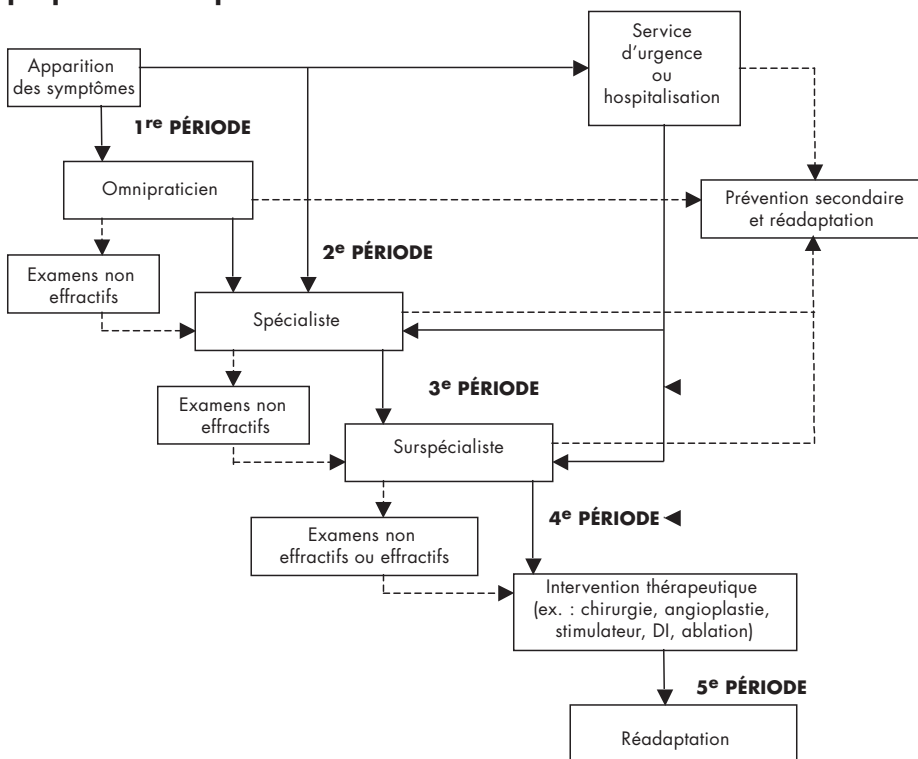 Service
d'urgence
ou
hospitalisation
Apparition
des symptômes
1re PÉRIODE
Omnipraticien
Prévention secondaire
et réadaptation
2e PÉRIODE
Examens non
effractifs
Spécialiste
3e PÉRIODE
Examens non
effractifs
Surspécialiste
4e PÉRIODE
Examens non
effractifs ou effractifs
Intervention thérapeutique
(ex. : chirurgie, angioplastie,
stimulateur, DI, ablation)
5e PÉRIODE
Réadaptation